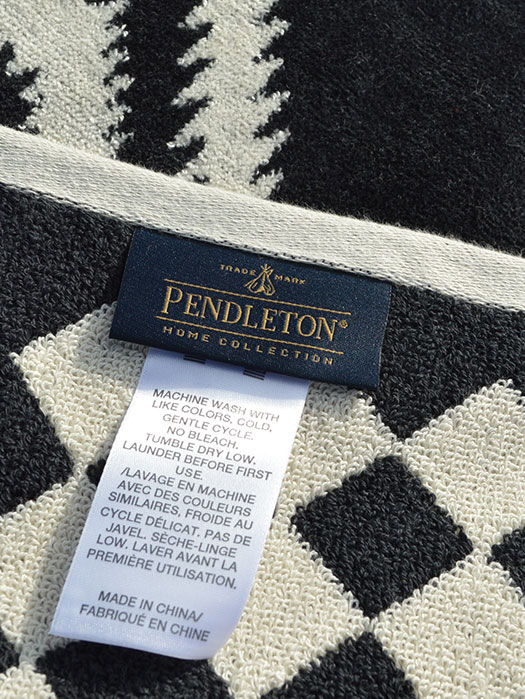 TRADE MARK
PENDLETON®
HOME COLLECTION
MACHINE WASH WITH
LIKE COLORS, COLD,
GENTLE CYCLE.
NO BLEACH.
TUMBLE DRY LOW.
LAUNDER BEFORE FIRST
USE.
/LAVAGE EN MACHINE
AVEC DES COULEURS
SIMILAIRES, FROIDE AU
CYCLE DÉLICAT. PAS DE
JAVEL. SÈCHE-LINGE
LOW. LAVER AVANT LA
PREMIÈRE UTILISATION.
MADE IN CHINA/
FABRIQUÉ EN CHINE